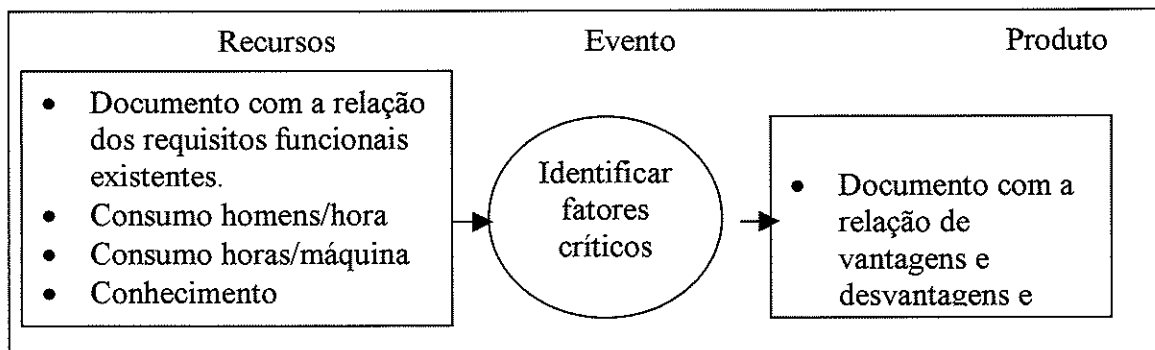 Recursos Evento Produto
• Documento com a relação
dos requisitos funcionais
existentes.
• Consumo homens/hora
• Consumo horas/máquina
• Conhecimento
Identificar
fatores
críticos
• Documento com a
relação de
vantagens e
desvantagens e